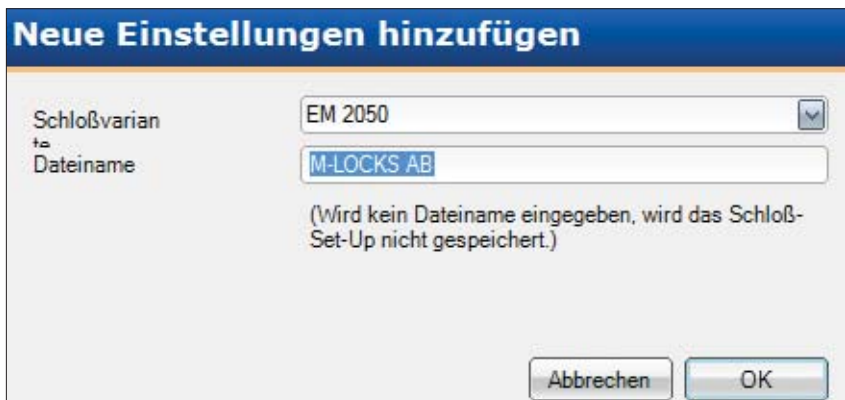 Neue Einstellungen hinzufügen
Schloßvarian
te
EM 2050
Dateiname
M-LOCKS AB
(Wird kein Dateiname eingegeben, wird das Schloß-
Set-Up nicht gespeichert.)
Abbrechen
OK